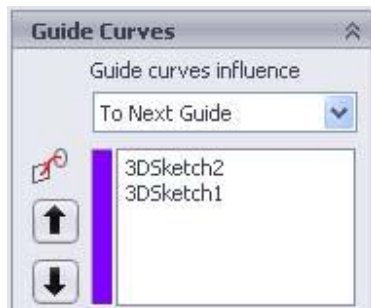 Guide Curves
Guide curves influence
To Next Guide
3DSketch2
3DSketch1